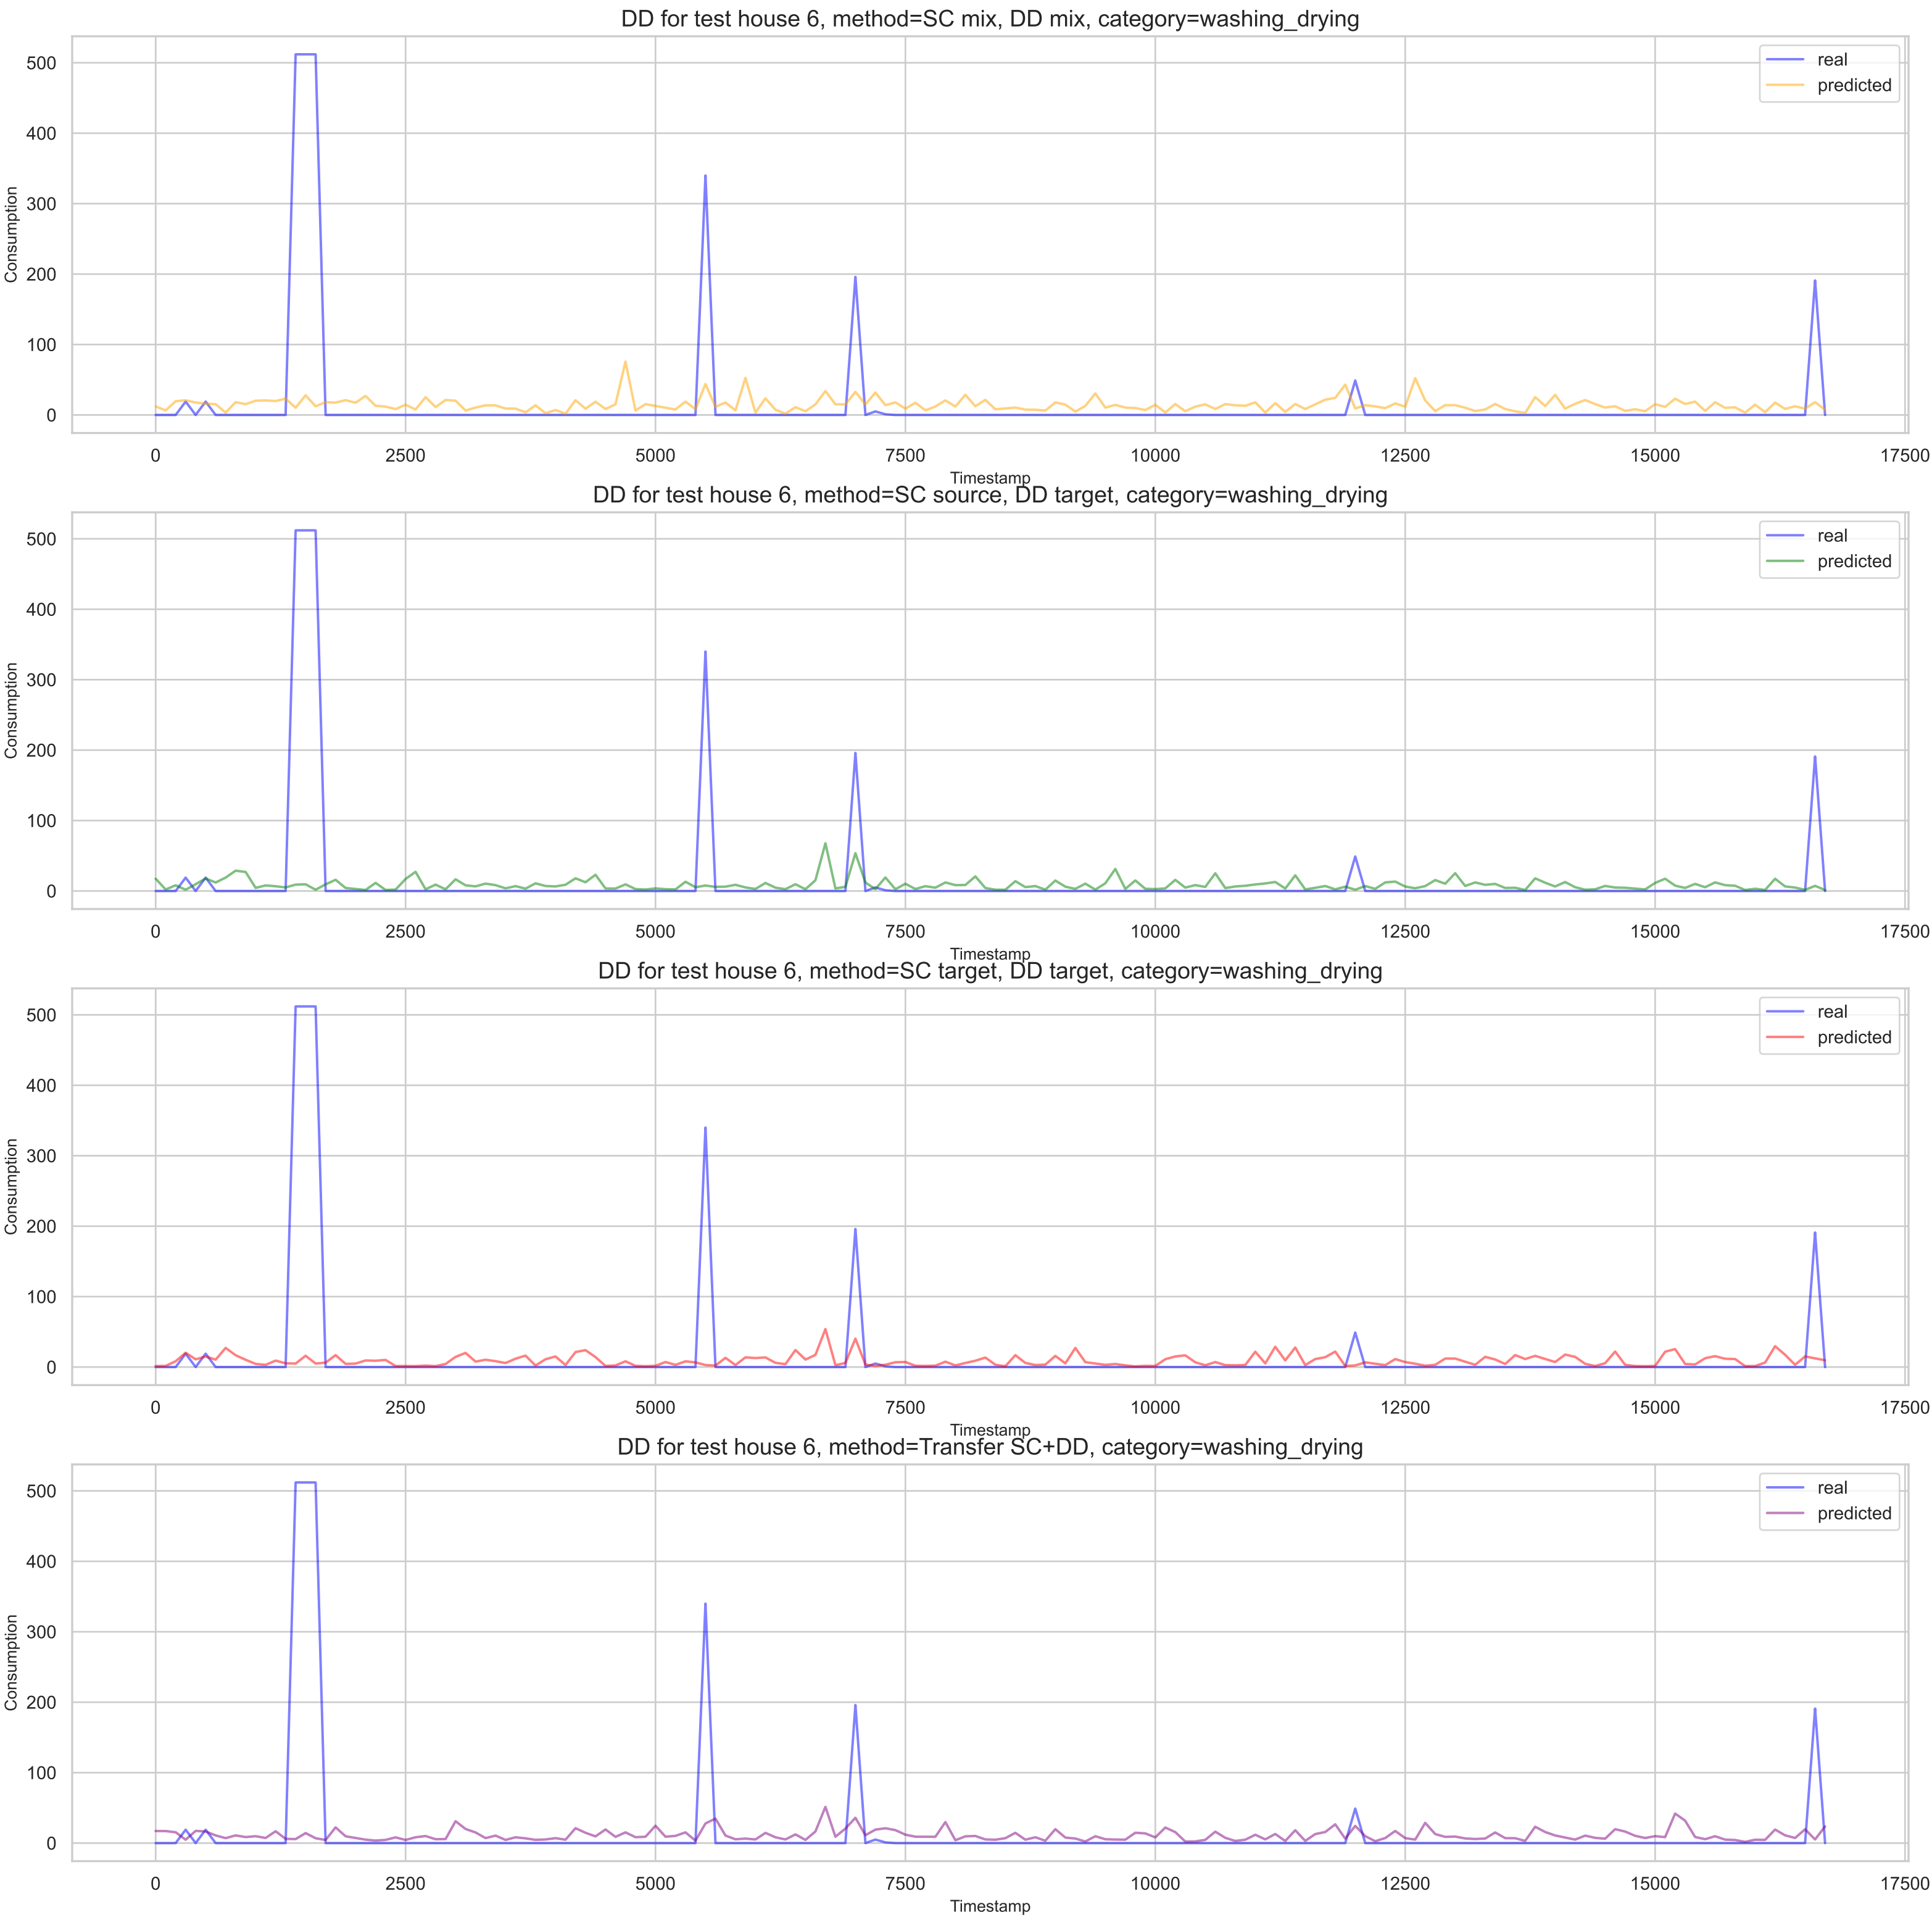 DD for test house 6, method=SC mix, DD mix, category=washing_drying
500
400
300
200
100
0
Consumption
real
predicted
0 2500 5000 7500 10000 12500 15000 17500
Timestamp
DD for test house 6, method=SC source, DD target, category=washing_drying
500
400
300
200
100
0
Consumption
real
predicted
0 2500 5000 7500 10000 12500 15000 17500
Timestamp
DD for test house 6, method=SC target, DD target, category=washing_drying
500
400
300
200
100
0
Consumption
real
predicted
0 2500 5000 7500 10000 12500 15000 17500
Timestamp
DD for test house 6, method=Transfer SC+DD, category=washing_drying
500
400
300
200
100
0
Consumption
real
predicted
0 2500 5000 7500 10000 12500 15000 17500
Timestamp